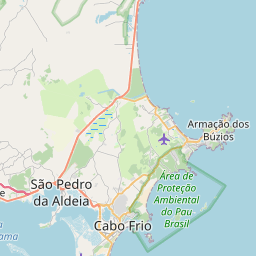 Armação dos
Búzios
Área de
Proteção
Ambiental
do Pau
Brasil
São Pedro
da Aldeia
Cabo Frio